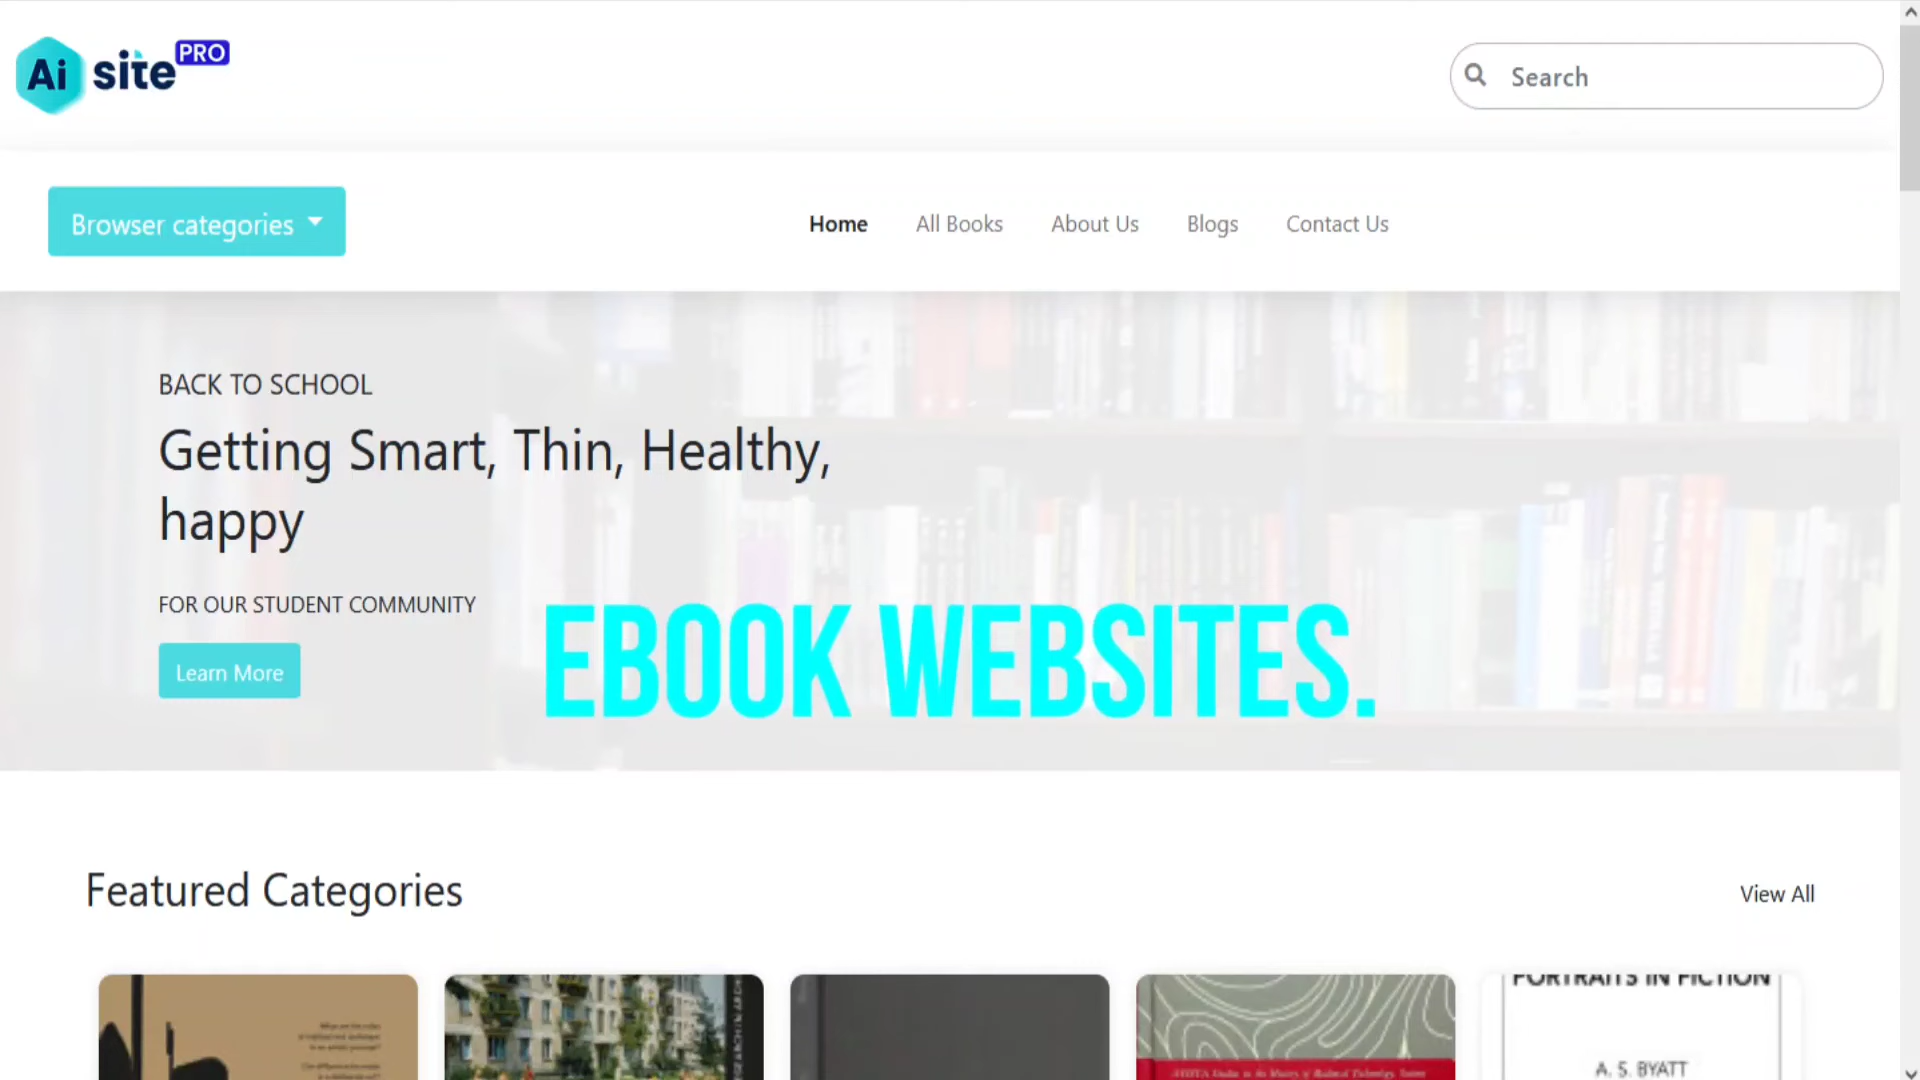 Ai site PRO
Search
Browser categories
Home
All Books
About Us
Blogs
Contact Us
BACK TO SCHOOL
Getting Smart, Thin, Healthy,
happy
FOR OUR STUDENT COMMUNITY
Learn More
EBOOK WEBSITES.
Featured Categories
View All
PORTRAITS IN FICTION
A. S. BYATT